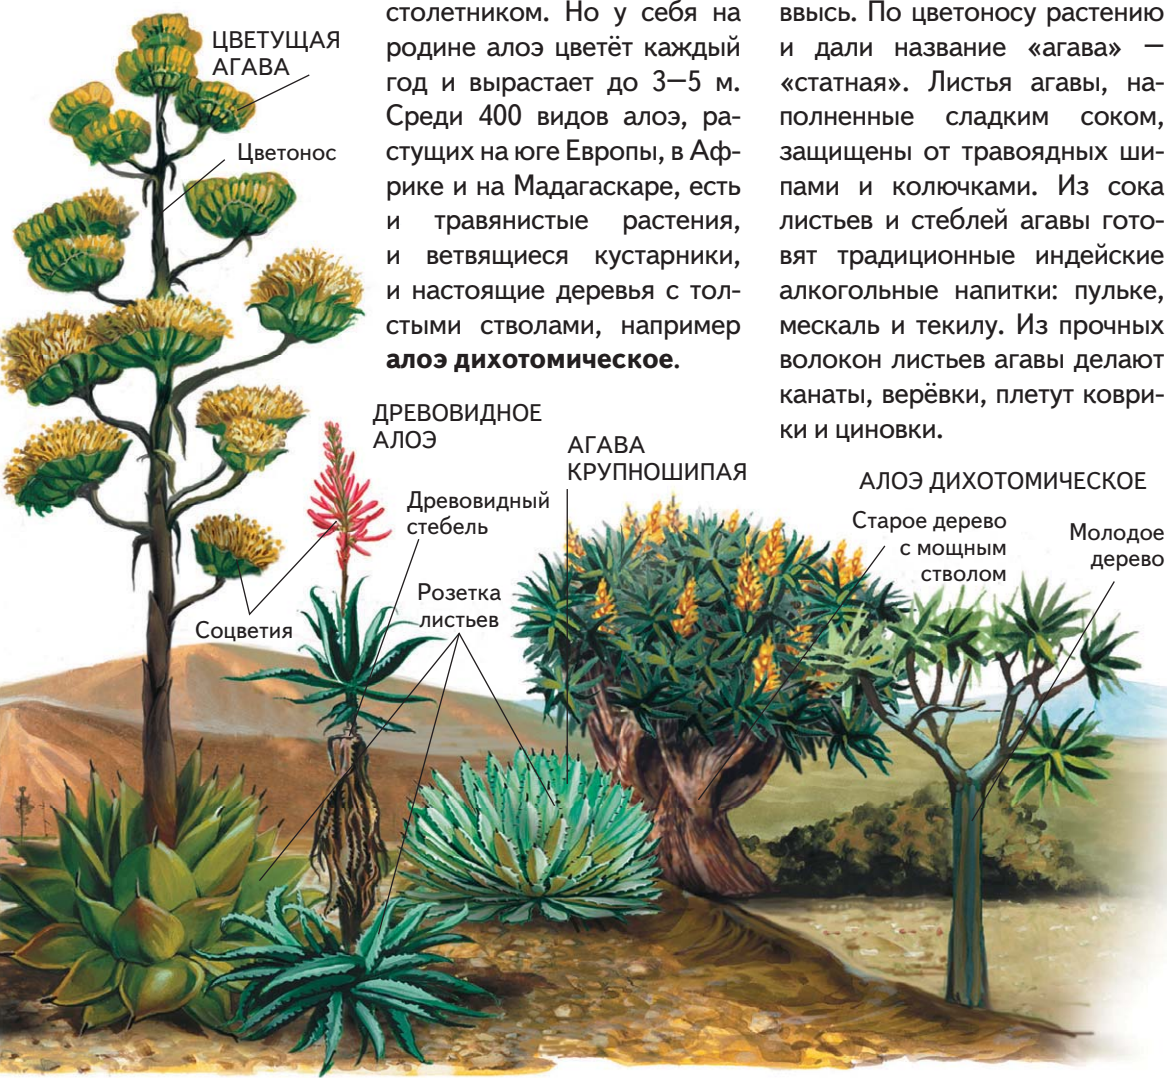 столетником. Но у себя на
родине алоэ цветёт каждый
год и вырастает до 3—5 м.
Среди 400 видов алоэ, ра-
стущих на юге Европы, в Аф-
рике и на Мадагаскаре, есть
и травянистые растения,
и ветвящиеся кустарники,
и настоящие деревья с тол-
стыми стволами, например
алоэ дихотомическое.
ввысь. По цветоносу растению
и дали название «агава» —
«статная». Листья агавы, на-
полненные сладким соком,
защищены от травоядных ши-
пами и колючками. Из сока
листьев и стеблей агавы гото-
вят традиционные индейские
алкогольные напитки: пульке,
мескаль и текилу. Из прочных
волокон листьев агавы делают
канаты, верёвки, плетут коври-
ки и циновки.
ЦВЕТУЩАЯ
АГАВА
Цветонос
ДРЕВОВИДНОЕ
АЛОЭ
Древовидный
стебель
Розетка
листьев
Соцветия
АГАВА
КРУПНОШИПАЯ
АЛОЭ ДИХОТОМИЧЕСКОЕ
Старое дерево
с мощным
стволом
Молодое
дерево